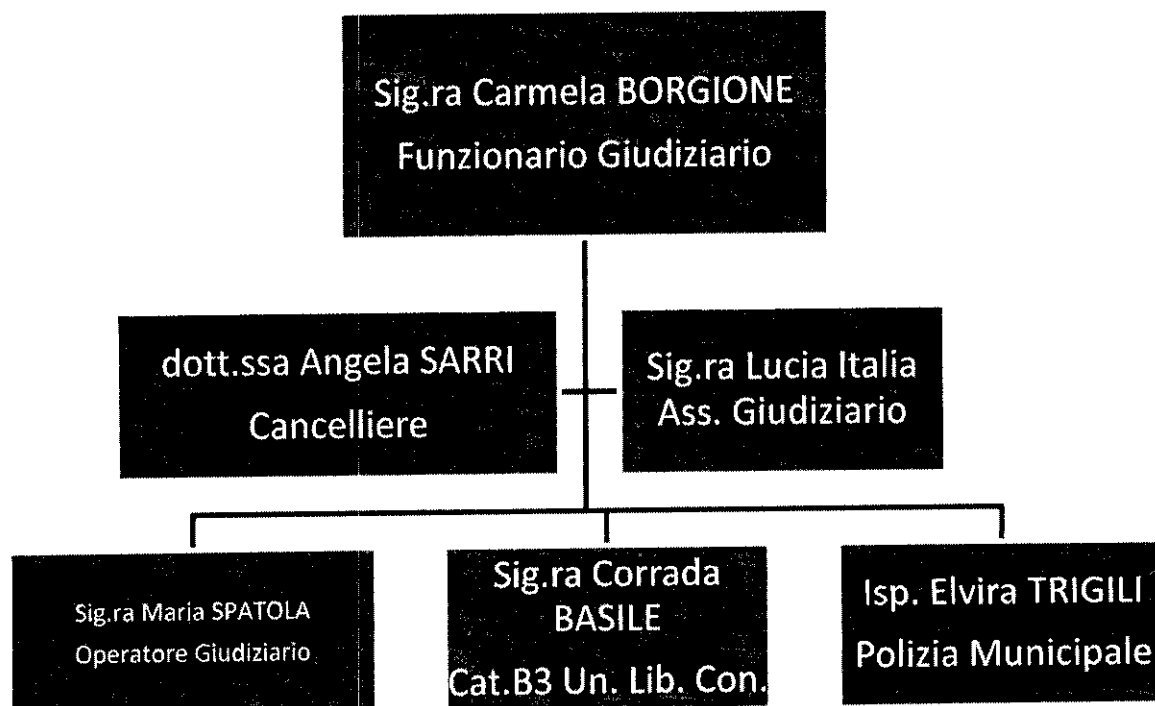 Sig.ra Carmela BORGIONE
Funzionario Giudiziario
dott.ssa Angela SARRI
Cancelliere
Sig.ra Lucia Italia
Ass. Giudiziario
Sig.ra Maria SPATOLA
Operatore Giudiziario
Sig.ra Corrada
BASILE
Cat.B3 Un. Lib. Con.
Isp. Elvira TRIGILI
Polizia Municipale